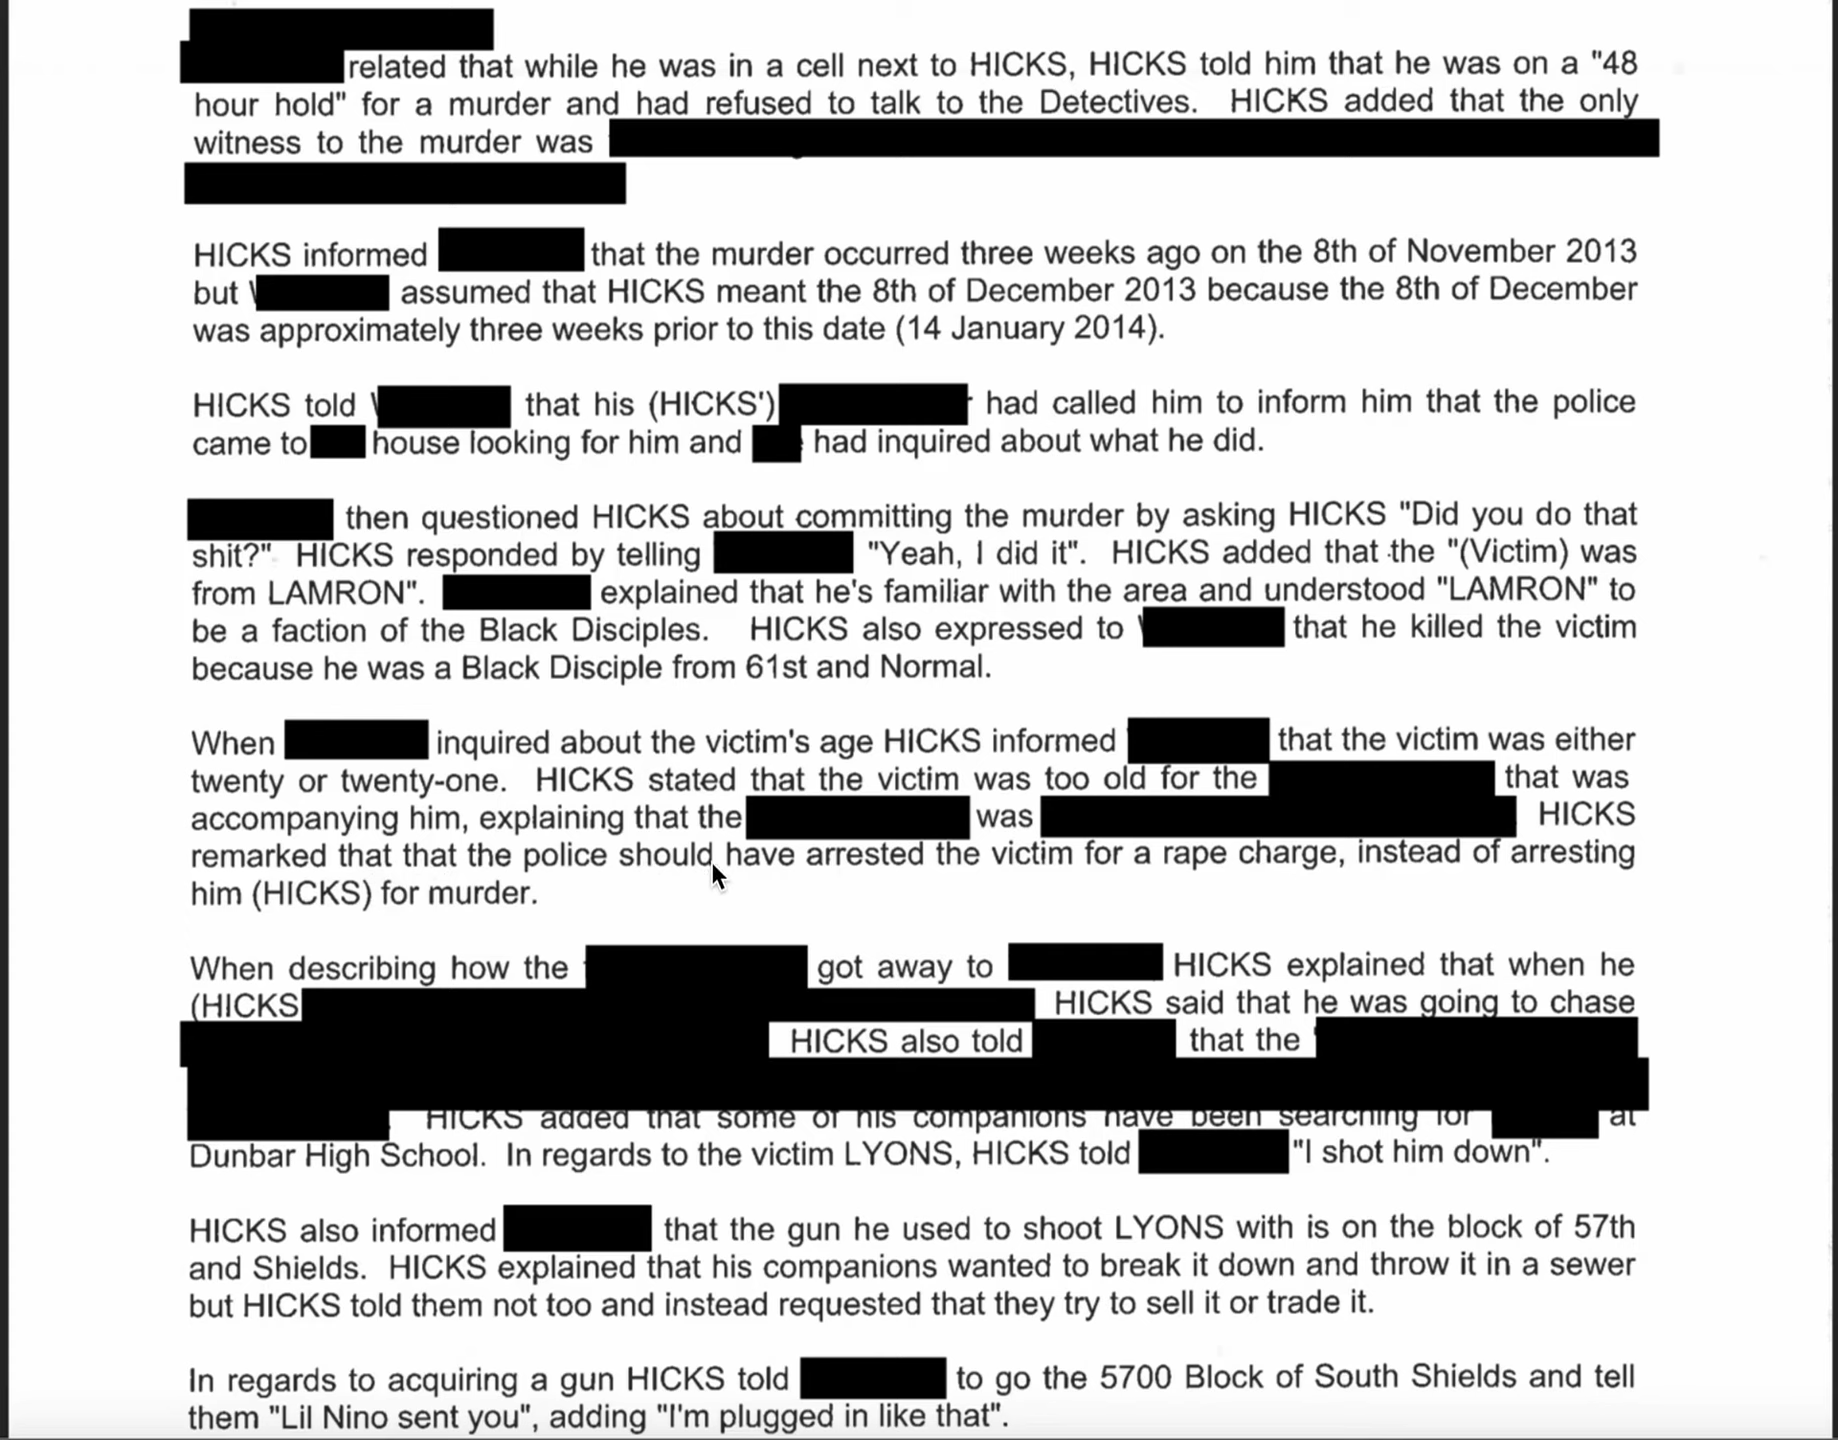 related that while he was in a cell next to HICKS, HICKS told him that he was on a "48
hour hold" for a murder and had refused to talk to the Detectives. HICKS added that the only
witness to the murder was
HICKS informed that the murder occurred three weeks ago on the 8th of November 2013
but assumed that HICKS meant the 8th of December 2013 because the 8th of December
was approximately three weeks prior to this date (14 January 2014).
HICKS told that his (HICKS') had called him to inform him that the police
came to house looking for him and had inquired about what he did.
then questioned HICKS about committing the murder by asking HICKS "Did you do that
shit?". HICKS responded by telling "Yeah, I did it". HICKS added that the "(Victim) was
from LAMRON". explained that he's familiar with the area and understood "LAMRON" to
be a faction of the Black Disciples. HICKS also expressed to that he killed the victim
because he was a Black Disciple from 61st and Normal.
When inquired about the victim's age HICKS informed that the victim was either
twenty or twenty-one. HICKS stated that the victim was too old for the that was
accompanying him, explaining that the was HICKS
remarked that that the police should have arrested the victim for a rape charge, instead of arresting
him (HICKS) for murder.
When describing how the got away to HICKS explained that when he
(HICKS HICKS said that he was going to chase
HICKS also told that the
HICKS added that some of his companions have been searching for at
Dunbar High School. In regards to the victim LYONS, HICKS told "I shot him down".
HICKS also informed that the gun he used to shoot LYONS with is on the block of 57th
and Shields. HICKS explained that his companions wanted to break it down and throw it in a sewer
but HICKS told them not too and instead requested that they try to sell it or trade it.
In regards to acquiring a gun HICKS told to go the 5700 Block of South Shields and tell
them "Lil Nino sent you", adding "I'm plugged in like that".